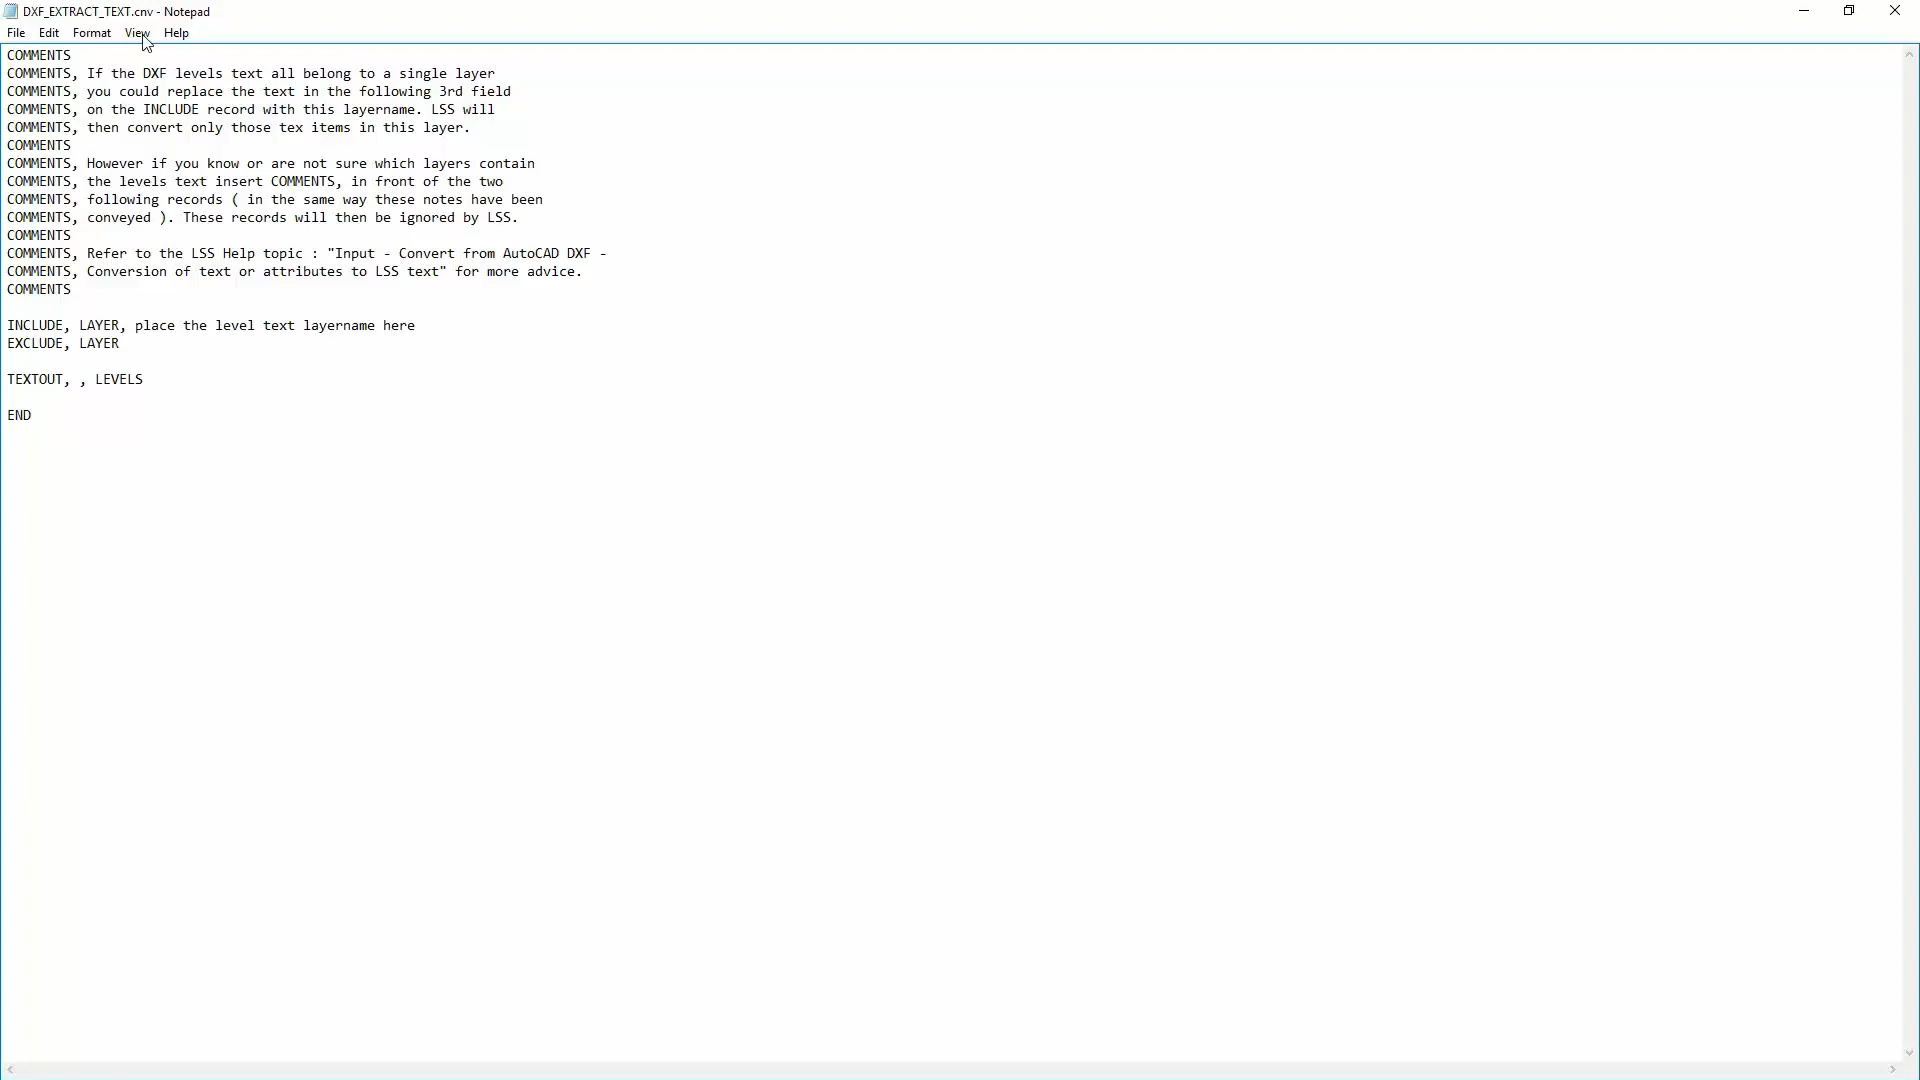 DXF_EXTRACT_TEXT.cnv - Notepad
File Edit Format View Help
COMMENTS
COMMENTS, If the DXF levels text all belong to a single layer
COMMENTS, you could replace the text in the following 3rd field
COMMENTS, on the INCLUDE record with this layername. LSS will
COMMENTS, then convert only those tex items in this layer.
COMMENTS
COMMENTS, However if you know or are not sure which layers contain
COMMENTS, the levels text insert COMMENTS, in front of the two
COMMENTS, following records ( in the same way these notes have been
COMMENTS, conveyed ). These records will then be ignored by LSS.
COMMENTS
COMMENTS, Refer to the LSS Help topic : "Input - Convert from AutoCAD DXF -
COMMENTS, Conversion of text or attributes to LSS text" for more advice.
COMMENTS
INCLUDE, LAYER, place the level text layername here
EXCLUDE, LAYER
TEXTOUT, , LEVELS
END